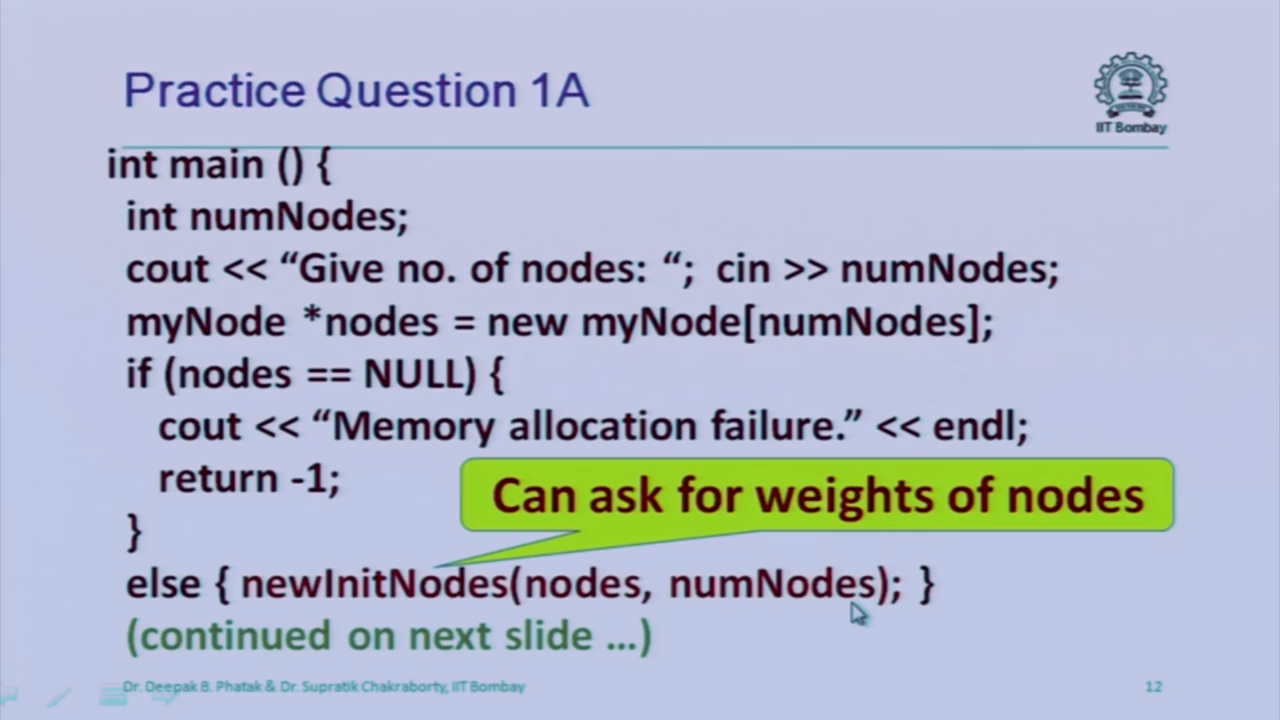 Practice Question 1A
IIT Bombay
int main () {
int numNodes;
cout << “Give no. of nodes: “; cin >> numNodes;
myNode *nodes = new myNode[numNodes];
if (nodes == NULL) {
cout << “Memory allocation failure.” << endl;
return -1;
Can ask for weights of nodes
}
else { newInitNodes(nodes, numNodes); }
(continued on next slide ...)
Dr. Deepak B. Phatak & Dr. Supratik Chakraborty, IIT Bombay
12